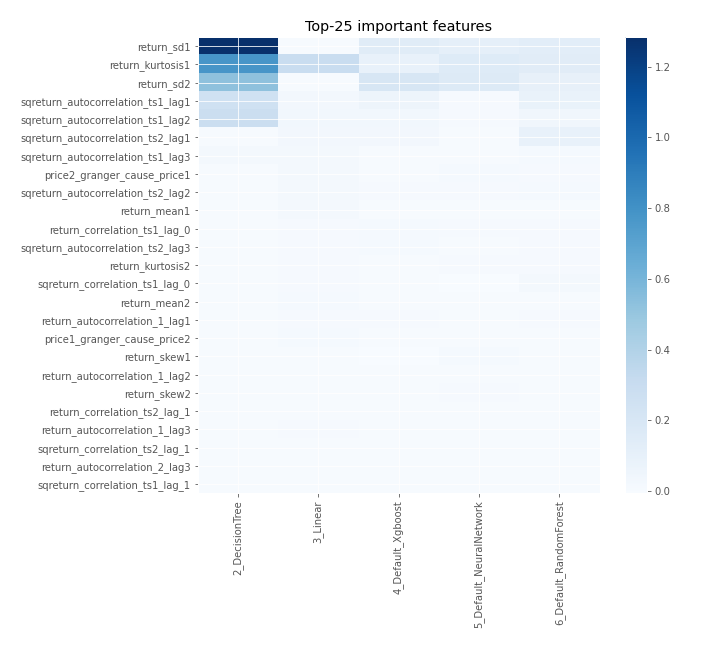 Top-25 important features
return_sd1
return_kurtosis1
return_sd2
sqreturn_autocorrelation_ts1_lag1
sqreturn_autocorrelation_ts1_lag2
sqreturn_autocorrelation_ts2_lag1
sqreturn_autocorrelation_ts1_lag3
price2_granger_cause_price1
sqreturn_autocorrelation_ts2_lag2
return_mean1
return_correlation_ts1_lag_0
sqreturn_autocorrelation_ts2_lag3
return_kurtosis2
sqreturn_correlation_ts1_lag_0
return_mean2
return_autocorrelation_1_lag1
price1_granger_cause_price2
return_skew1
return_autocorrelation_1_lag2
return_skew2
return_correlation_ts2_lag_1
return_autocorrelation_1_lag3
sqreturn_correlation_ts2_lag_1
return_autocorrelation_2_lag3
sqreturn_correlation_ts1_lag_1
2_DecisionTree
3_Linear
4_Default_Xgboost
5_Default_NeuralNetwork
6_Default_RandomForest
1.2
1.0
0.8
0.6
0.4
0.2
0.0